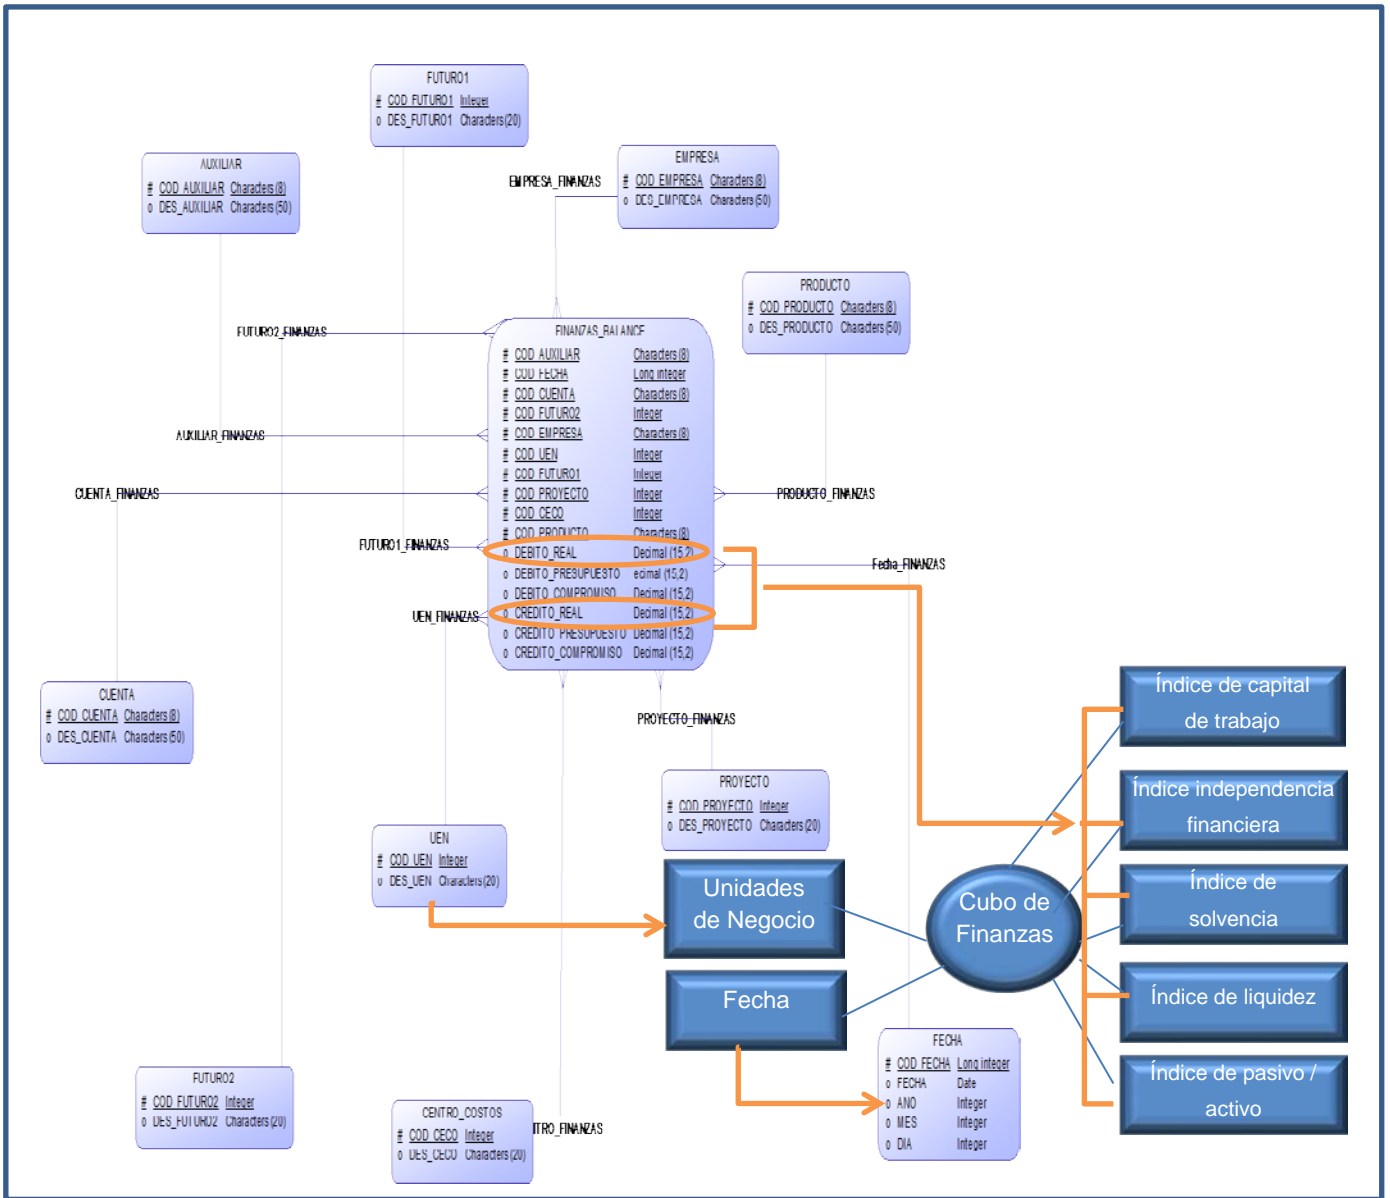 FUTURO1
# COD_FUTURO1 Integer
o DES_FUTURO1 Characters (20)
AUXILIAR
# COD_AUXILIAR Characters (8)
o DES_AUXILIAR Characters (50)
EMPRESA
# COD_EMPRESA Characters (8)
o DES_EMPRESA Characters (50)
EMPRESA_FINANZAS
PRODUCTO
# COD_PRODUCTO Characters (8)
o DES_PRODUCTO Characters (50)
FUTURO2_FINANZAS
FINANZAS_BALANCE
# COD_AUXILIAR Characters (8)
# COD_FECHA Long integer
# COD_CUENTA Characters (8)
# COD_FUTURO2 Integer
# COD_EMPRESA Characters (8)
# COD_UEN Integer
# COD_FUTURO1 Integer
# COD_PROYECTO Integer
# COD_CECO Integer
# COD_PRODUCTO Characters (8)
o DEBITO_REAL Decimal (15,2)
o DEBITO_PRESUPUESTO ecimal (15,2)
o DEBITO_COMPROMISO Decimal (15,2)
o CREDITO_REAL Decimal (15,2)
o CREDITO_PRESUPUESTO Decimal (15,2)
o CREDITO_COMPROMISO Decimal (15,2)
AUXILIAR_FINANZAS
CUENTA_FINANZAS
PRODUCTO_FINANZAS
FUTURO1_FINANZAS
Fecha_FINANZAS
UEN_FINANZAS
CUENTA
# COD_CUENTA Characters (8)
o DES_CUENTA Characters (50)
PROYECTO_FINANZAS
PROYECTO
# COD_PROYECTO Integer
o DES_PROYECTO Characters (20)
UEN
# COD_UEN Integer
o DES_UEN Characters (20)
Unidades
de Negocio
Fecha
Cubo de
Finanzas
Índice de capital
de trabajo
Índice independencia
financiera
Índice de
solvencia
Índice de liquidez
Índice de pasivo /
activo
FECHA
# COD_FECHA Long integer
o FECHA Date
o ANO Integer
o MES Integer
o DIA Integer
FUTURO2
# COD_FUTURO2 Integer
o DES_FUTURO2 Characters (20)
CENTRO_COSTOS
# COD_CECO Integer
o DES_CECO Characters (20)
ITRO_FINANZAS